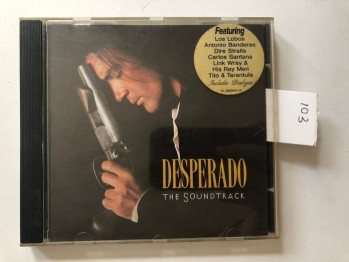 Featuring
Los Lobos
Antonio Banderas
Dire Straits
Carlos Santana
Link Wray &
His Ray Men
Tito & Tarantula
Includes Dialogue
103
DESPERADO
THE SOUNDTRACK